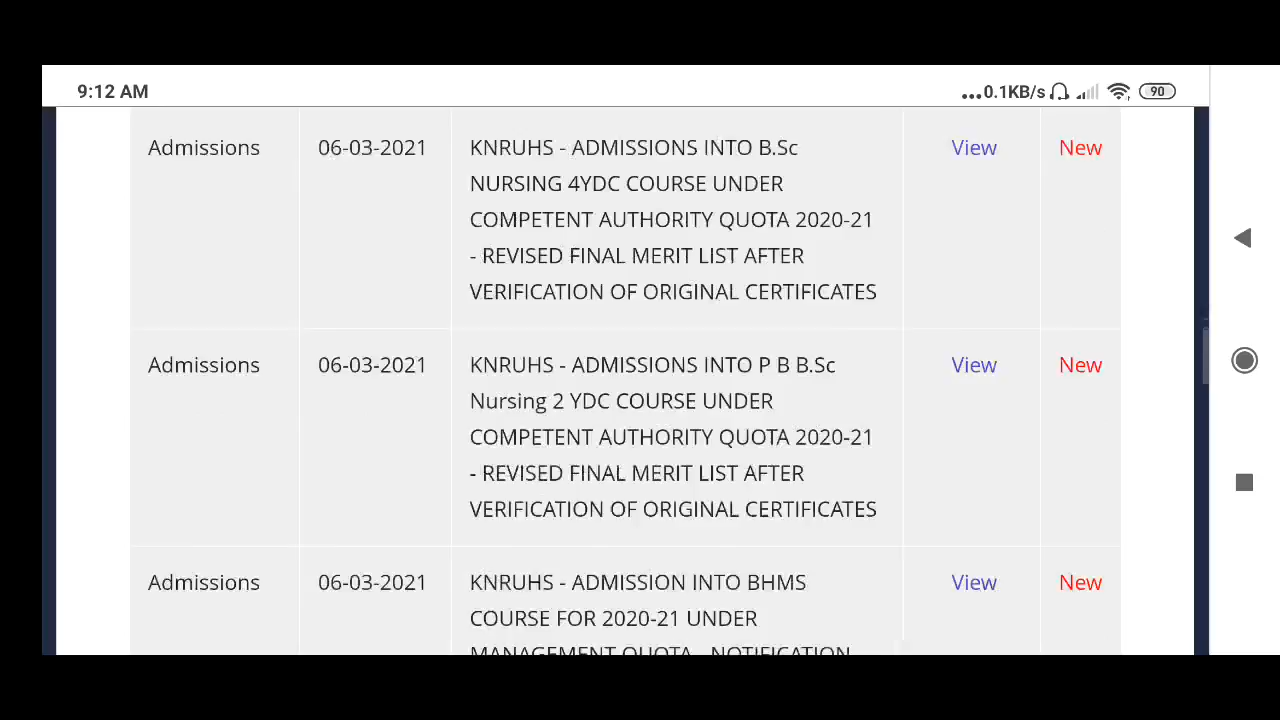 9:12 AM
...0.1KB/s
90
Admissions 06-03-2021 KNRUHS - ADMISSIONS INTO B.Sc View New
NURSING 4YDC COURSE UNDER
COMPETENT AUTHORITY QUOTA 2020-21
- REVISED FINAL MERIT LIST AFTER
VERIFICATION OF ORIGINAL CERTIFICATES
Admissions 06-03-2021 KNRUHS - ADMISSIONS INTO P B B.Sc View New
Nursing 2 YDC COURSE UNDER
COMPETENT AUTHORITY QUOTA 2020-21
- REVISED FINAL MERIT LIST AFTER
VERIFICATION OF ORIGINAL CERTIFICATES
Admissions 06-03-2021 KNRUHS - ADMISSION INTO BHMS View New
COURSE FOR 2020-21 UNDER
MANAGEMENT QUOTA - NOTIFICATION